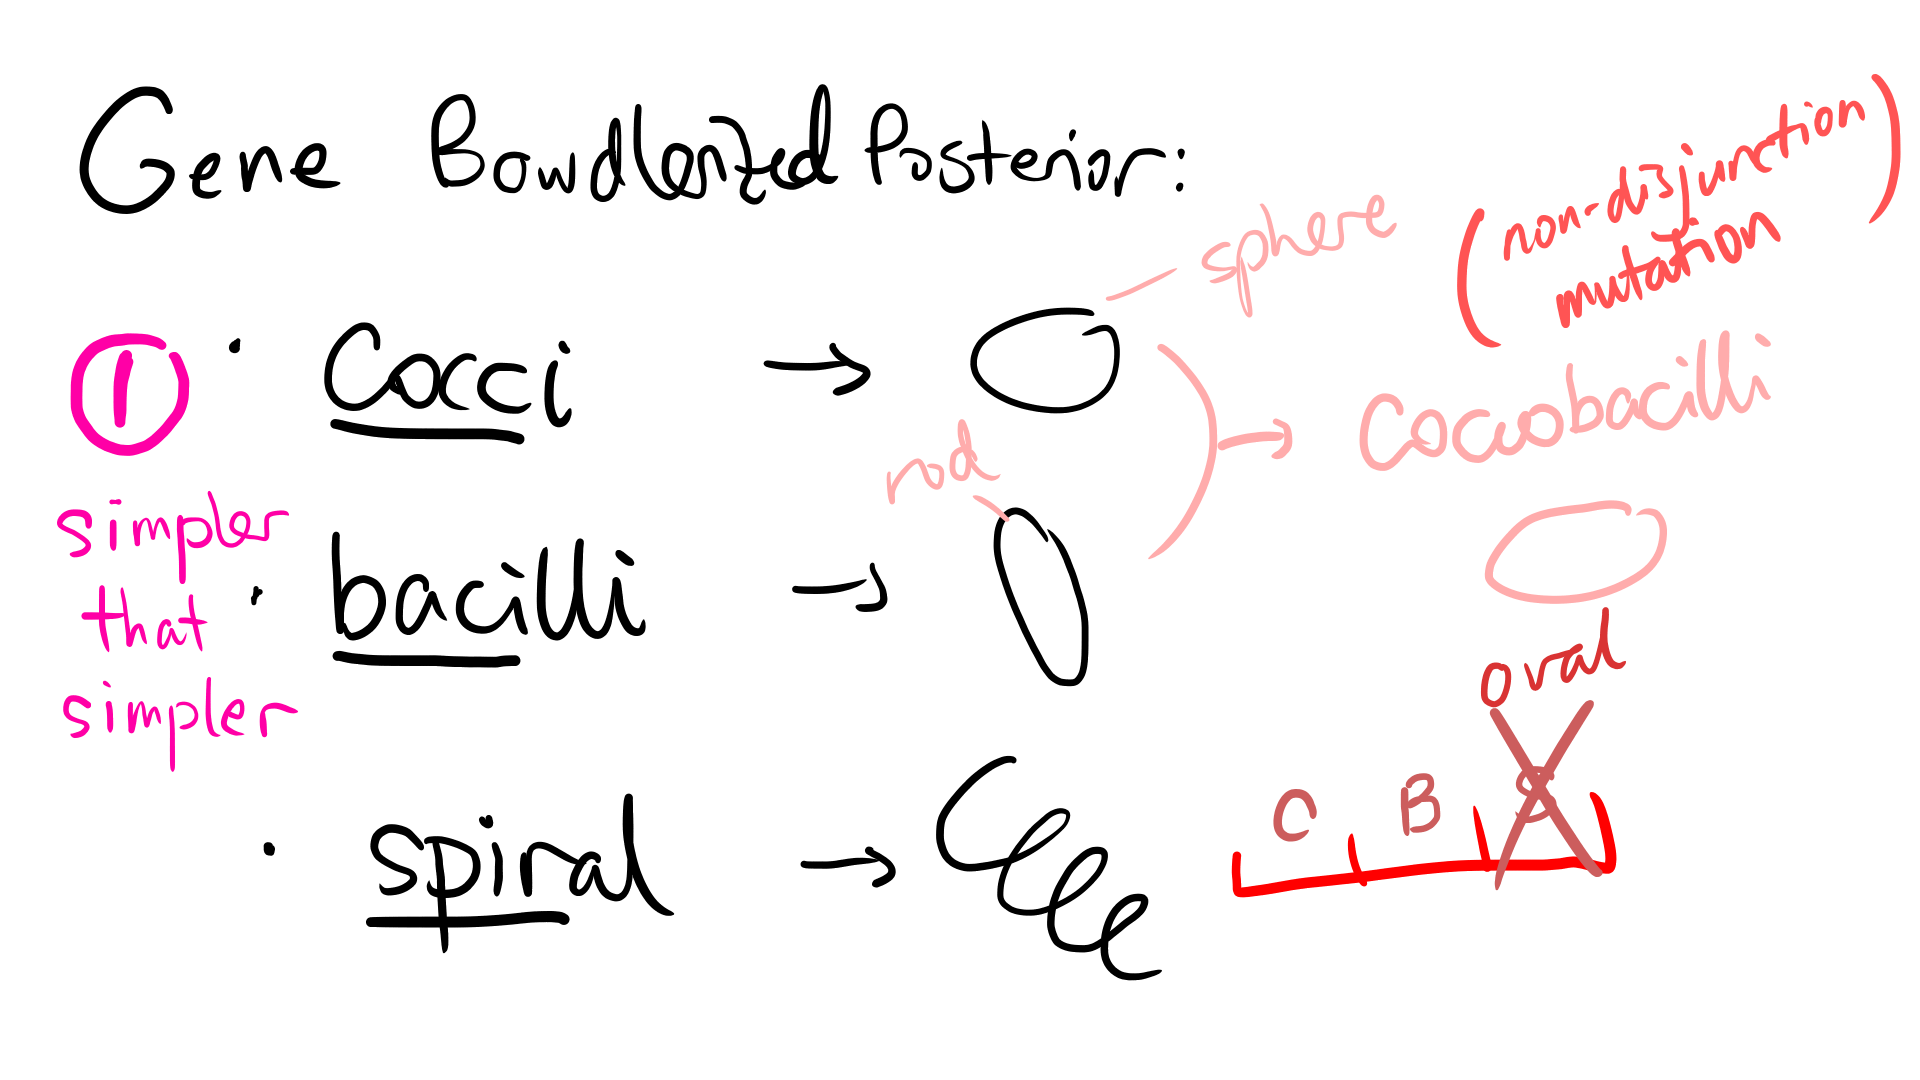 Gene Bowdlerized Posterior:
(non-disjunction
mutation)
sphere
1 · Cocci →
→ Coccobacilli
rod
simpler
that
simpler
· bacilli →
oval
C B S
· spiral →